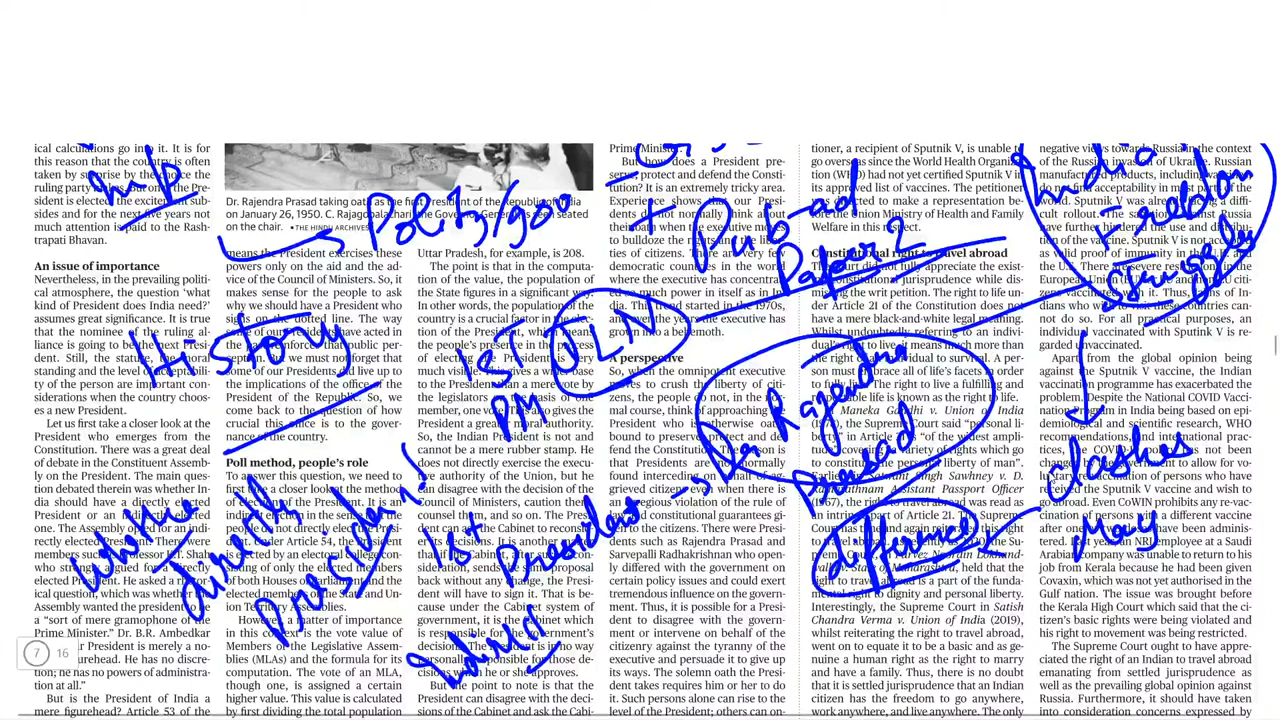 ical calculations go into it. It is for
this reason that the country is often
taken by surprise by the
ruling party
ident is elected, the excitement sub-
sides and for the next five years not
much attention is paid to the Rash-
trapati Bhavan.
An issue of importance
Nevertheless, in the prevailing politi-
cal atmosphere, the question 'what
kind of President does India need?'
assumes great significance. It is true
that the nominee of the ruling al-
liance is going to be the next Presi-
dent. Still, the stature,
standing and the level of
ity of the person are important con-
siderations when the country choos-
es a new President.
Let us first take a closer look at the
President who emerges from the
Constitution. There was a great deal
of debate in the Constituent Assemb-
ly on the President. The main ques-
tion debated therein was whether In-
dia should have a directly elected
President or an indirectly elected
one. The Assembly opted for an indi-
rectly elected president. There were
members such
who
elected President. He asked a
ical question, which was whether
Assembly wanted the president
a "sort of mere gramophone of the
Prime Minister." Dr. B.R. Ambedkar
President is merely a no-
figurehead. He has no discre-
tion; he has no powers of administra-
tion at all."
But is the President of India a
mere figurehead? Article 53 of the
Dr. Rajendra Prasad taking oath as the first President of the Republic of India
on January 26, 1950. C. Rajagopalachari, the Governor General is seen seated
on the chair. • THE HINDU ARCHIVES
means the President exercises these
powers only on the aid and the ad-
vice of the Council of Ministers. So, it
makes sense for the people to ask
why we should have a President who
signs on the dotted line. The way
some of our Presidents have acted in
the
must not forget that
some of our Presidents did live up to
the implications of the office of the
President of the Republic. So, we
come back to the question of how
crucial this office is to the gover-
nance of the country.
Poll method, people's role
To answer this question, we need to
first take a closer look at the method
of election of the President. It is an
indirect election in the sense that the
people do not directly elect the Presi-
dent. Under Article 54, the President
is elected by an electoral college con-
sisting of only the elected members
of both Houses of Parliament and the
elected members of the State and Un-
ion Territory Assemblies.
However, a matter of importance
in this context is the vote value of
Members of the Legislative Assem-
blies (MLAs) and the formula for its
computation. The vote of an MLA,
though one, is assigned a certain
higher value. This value is calculated
by first dividing the total population
Uttar Pradesh, for example, is 208.
The point is that in the computa-
tion of the value, the population of
the State figures in a significant way.
In other words, the population of the
country is a crucial factor in the elec-
tion of the President, which means
the people's presence in the process
of electing the President is
much visible. This gives a wider base
to the President than a mere vote by
the legislators on the basis of one
member, one vote. This also gives the
President a greater moral authority.
So, the Indian President is not and
cannot be a mere rubber stamp. He
does not directly exercise the exec-
utive authority of the Union, but he
can disagree with the decision of the
Council of Ministers, caution them,
counsel them, and so on. The Presi-
dent can ask the Cabinet to reconsid-
er its decisions. It is another
that if the Cabinet, after such recon-
sideration, sends the same proposal
back without any change, the Presi-
dent will have to sign it. That is be-
cause under the Cabinet system of
government, it is the Cabinet which
is responsible for the government's
decisions. The President is in no way
personally responsible for those de-
cisions which he or she approves.
But the point to note is that the
President can disagree with the deci-
sions of the Cabinet and ask the Cabi-
Prime Minister.
But how does a President pre-
serve, protect and defend the Consti-
tution? It is an extremely tricky area.
Experience shows that our Presi-
dents do not normally think about
their oath when the executive tries
to bulldoze the rights and the liber-
ties of citizens. There are very few
democratic countries in the world
where the executive has concentrat-
ed so much power in itself as in In-
dia. This trend started in the 1970s,
and over the years the executive has
grown into a behemoth.
A perspective
So, when the omnipotent executive
moves to crush the liberty of citi-
zens, the people do not, in the nor-
mal course, think of approaching the
President who is otherwise oath
bound to preserve, protect and de-
fend the Constitution. The reason is
that Presidents are not normally
found interceding on behalf of ag-
grieved citizens even when there is
an egregious violation of the rule of
law and constitutional guarantees gi-
ven to the citizens. There were Presi-
dents such as Rajendra Prasad and
Sarvepalli Radhakrishnan who open-
ly differed with the government on
certain policy issues and could exert
tremendous influence on the govern-
ment. Thus, it is possible for a Presi-
dent to disagree with the government
or intervene on behalf of the
citizenry against the tyranny of the
executive and persuade it to give up
its ways. The solemn oath the Presi-
dent takes requires him or her to do
it. Such persons alone can rise to the
level of the President; others can on-
tioner, a recipient of Sputnik V, is unable to
go overseas since the World Health Organisa-
tion (WHO) had not yet certified Sputnik V in
its approved list of vaccines. The petitioner
was directed to make a representation be-
fore the Union Ministry of Health and Family
Welfare in this respect.
Constitutional right to travel abroad
The court did not fully appreciate the exist-
ing constitutional jurisprudence while dis-
missing the writ petition. The right to life un-
der Article 21 of the Constitution does not
have a mere black-and-white legal meaning.
Whilst undoubtedly referring to an individ-
ual's right to live, it means much more than
the right of an individual to survival. A per-
son must have all of life's facets in order
to fully live. The right to live a fulfilling and
respectable life is known as the right to life.
In Maneka Gandhi v. Union of India
(1978), the Supreme Court said "personal li-
berty" in Article 21 is "of the widest ampli-
tude covering a variety of rights which go
to constitute the personal liberty of man".
Earlier, Satwant Singh Sawhney v. D.
Ramarathnam Assistant Passport Officer
(1967), the right to travel abroad was read as
an intrinsic part of Article 21. The Supreme
Court has time and again reiterated this right
to travel abroad.
held that the
right to travel abroad is a part of the funda-
mental right of dignity and personal liberty.
Interestingly, the Supreme Court in Satish
Chandra Verma v. Union of India (2019),
whilst reiterating the right to travel abroad,
went on to equate it to be basic and as ge-
nuine a human right as the right to marry
and have a family. Thus, there is no doubt
that it is settled jurisprudence that an Indian
citizen has the freedom to go anywhere,
work anywhere, and live anywhere. The only
negative views towards Russia in the context
of the Russian invasion of Ukraine. Russian
manufactured products, including vaccines,
do not have acceptability in most parts of the
world. Sputnik V was already facing a diffi-
cult rollout. The sanctions against Russia
have further hindered the use and distribu-
tion of the vaccine. Sputnik V is not accepted
as valid proof of immunity in the U.K. and
the U.S. There are severe restrictions in the
European Union
zens vaccinated with it. Thus, millions of In-
dians who
not do so. For all practical purposes, an
individual vaccinated with Sputnik V is re-
garded unvaccinated.
Apart from the global opinion being
against the Sputnik V vaccine, the Indian
vaccination programme has exacerbated the
problem. Despite the National COVID Vacci-
nation Program in India being based on epi-
demiological and scientific research, WHO
recommendations, and international prac-
tices, the COVID policy has not been
changed by the government to allow for vo-
luntary revaccination of persons who have
received the Sputnik V vaccine and wish to
go abroad. Even CoWIN prohibits any re-vac-
cination of persons with a different vaccine
after one
tered. Last year, an NRI employee at a Saudi
Arabian company was unable to return to his
job from Kerala because he had been given
Covaxin, which was not yet authorised in the
Gulf nation. The issue was brought before
the Kerala High Court which said that the ci-
tizen's basic rights were being violated and
his right to movement was being restricted.
The Supreme Court ought to have appre-
ciated the right of an Indian to travel abroad
emanating from settled jurisprudence as
well as the prevailing global opinion against
Russia. Furthermore, it should have taken
into consideration concerns expressed by
Polity/gov
History
1st
PM
JLN
Pub-ad
Paper 2
India
Freedom
Struggle
1st
President → Dr Rajendra
Prasad
differences
clashes
May
directly
President
India
7 16